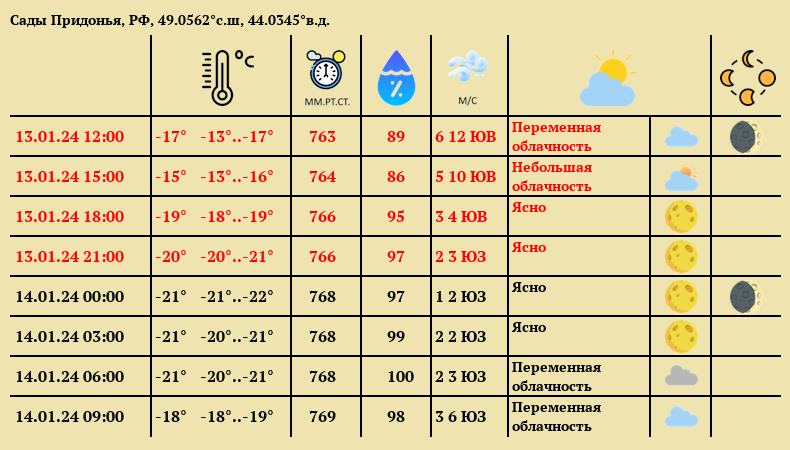 Сады Придонья, РФ, 49.0562°с.ш, 44.0345°в.д.
°С
ММ.РТ.СТ. % М/С
13.01.24 12:00 -17° -13°..-17° 763 89 6 12 ЮВ Переменная облачность
13.01.24 15:00 -15° -13°..-16° 764 86 5 10 ЮВ Небольшая облачность
13.01.24 18:00 -19° -18°..-19° 766 95 3 4 ЮВ Ясно
13.01.24 21:00 -20° -20°..-21° 766 97 2 3 ЮЗ Ясно
14.01.24 00:00 -21° -21°..-22° 768 97 1 2 ЮЗ Ясно
14.01.24 03:00 -21° -20°..-21° 768 99 2 2 ЮЗ Ясно
14.01.24 06:00 -21° -20°..-21° 768 100 2 3 ЮЗ Переменная облачность
14.01.24 09:00 -18° -18°..-19° 769 98 3 6 ЮЗ Переменная облачность